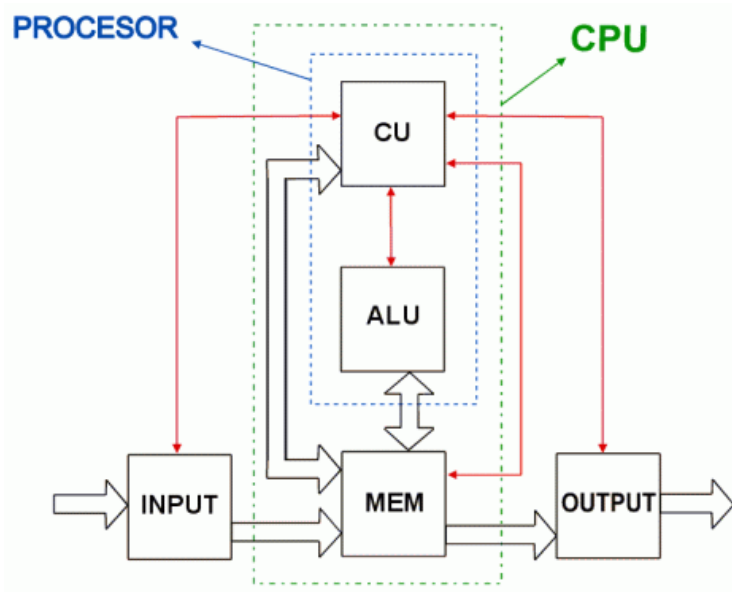 PROCESOR
CPU
CU
ALU
INPUT
MEM
OUTPUT